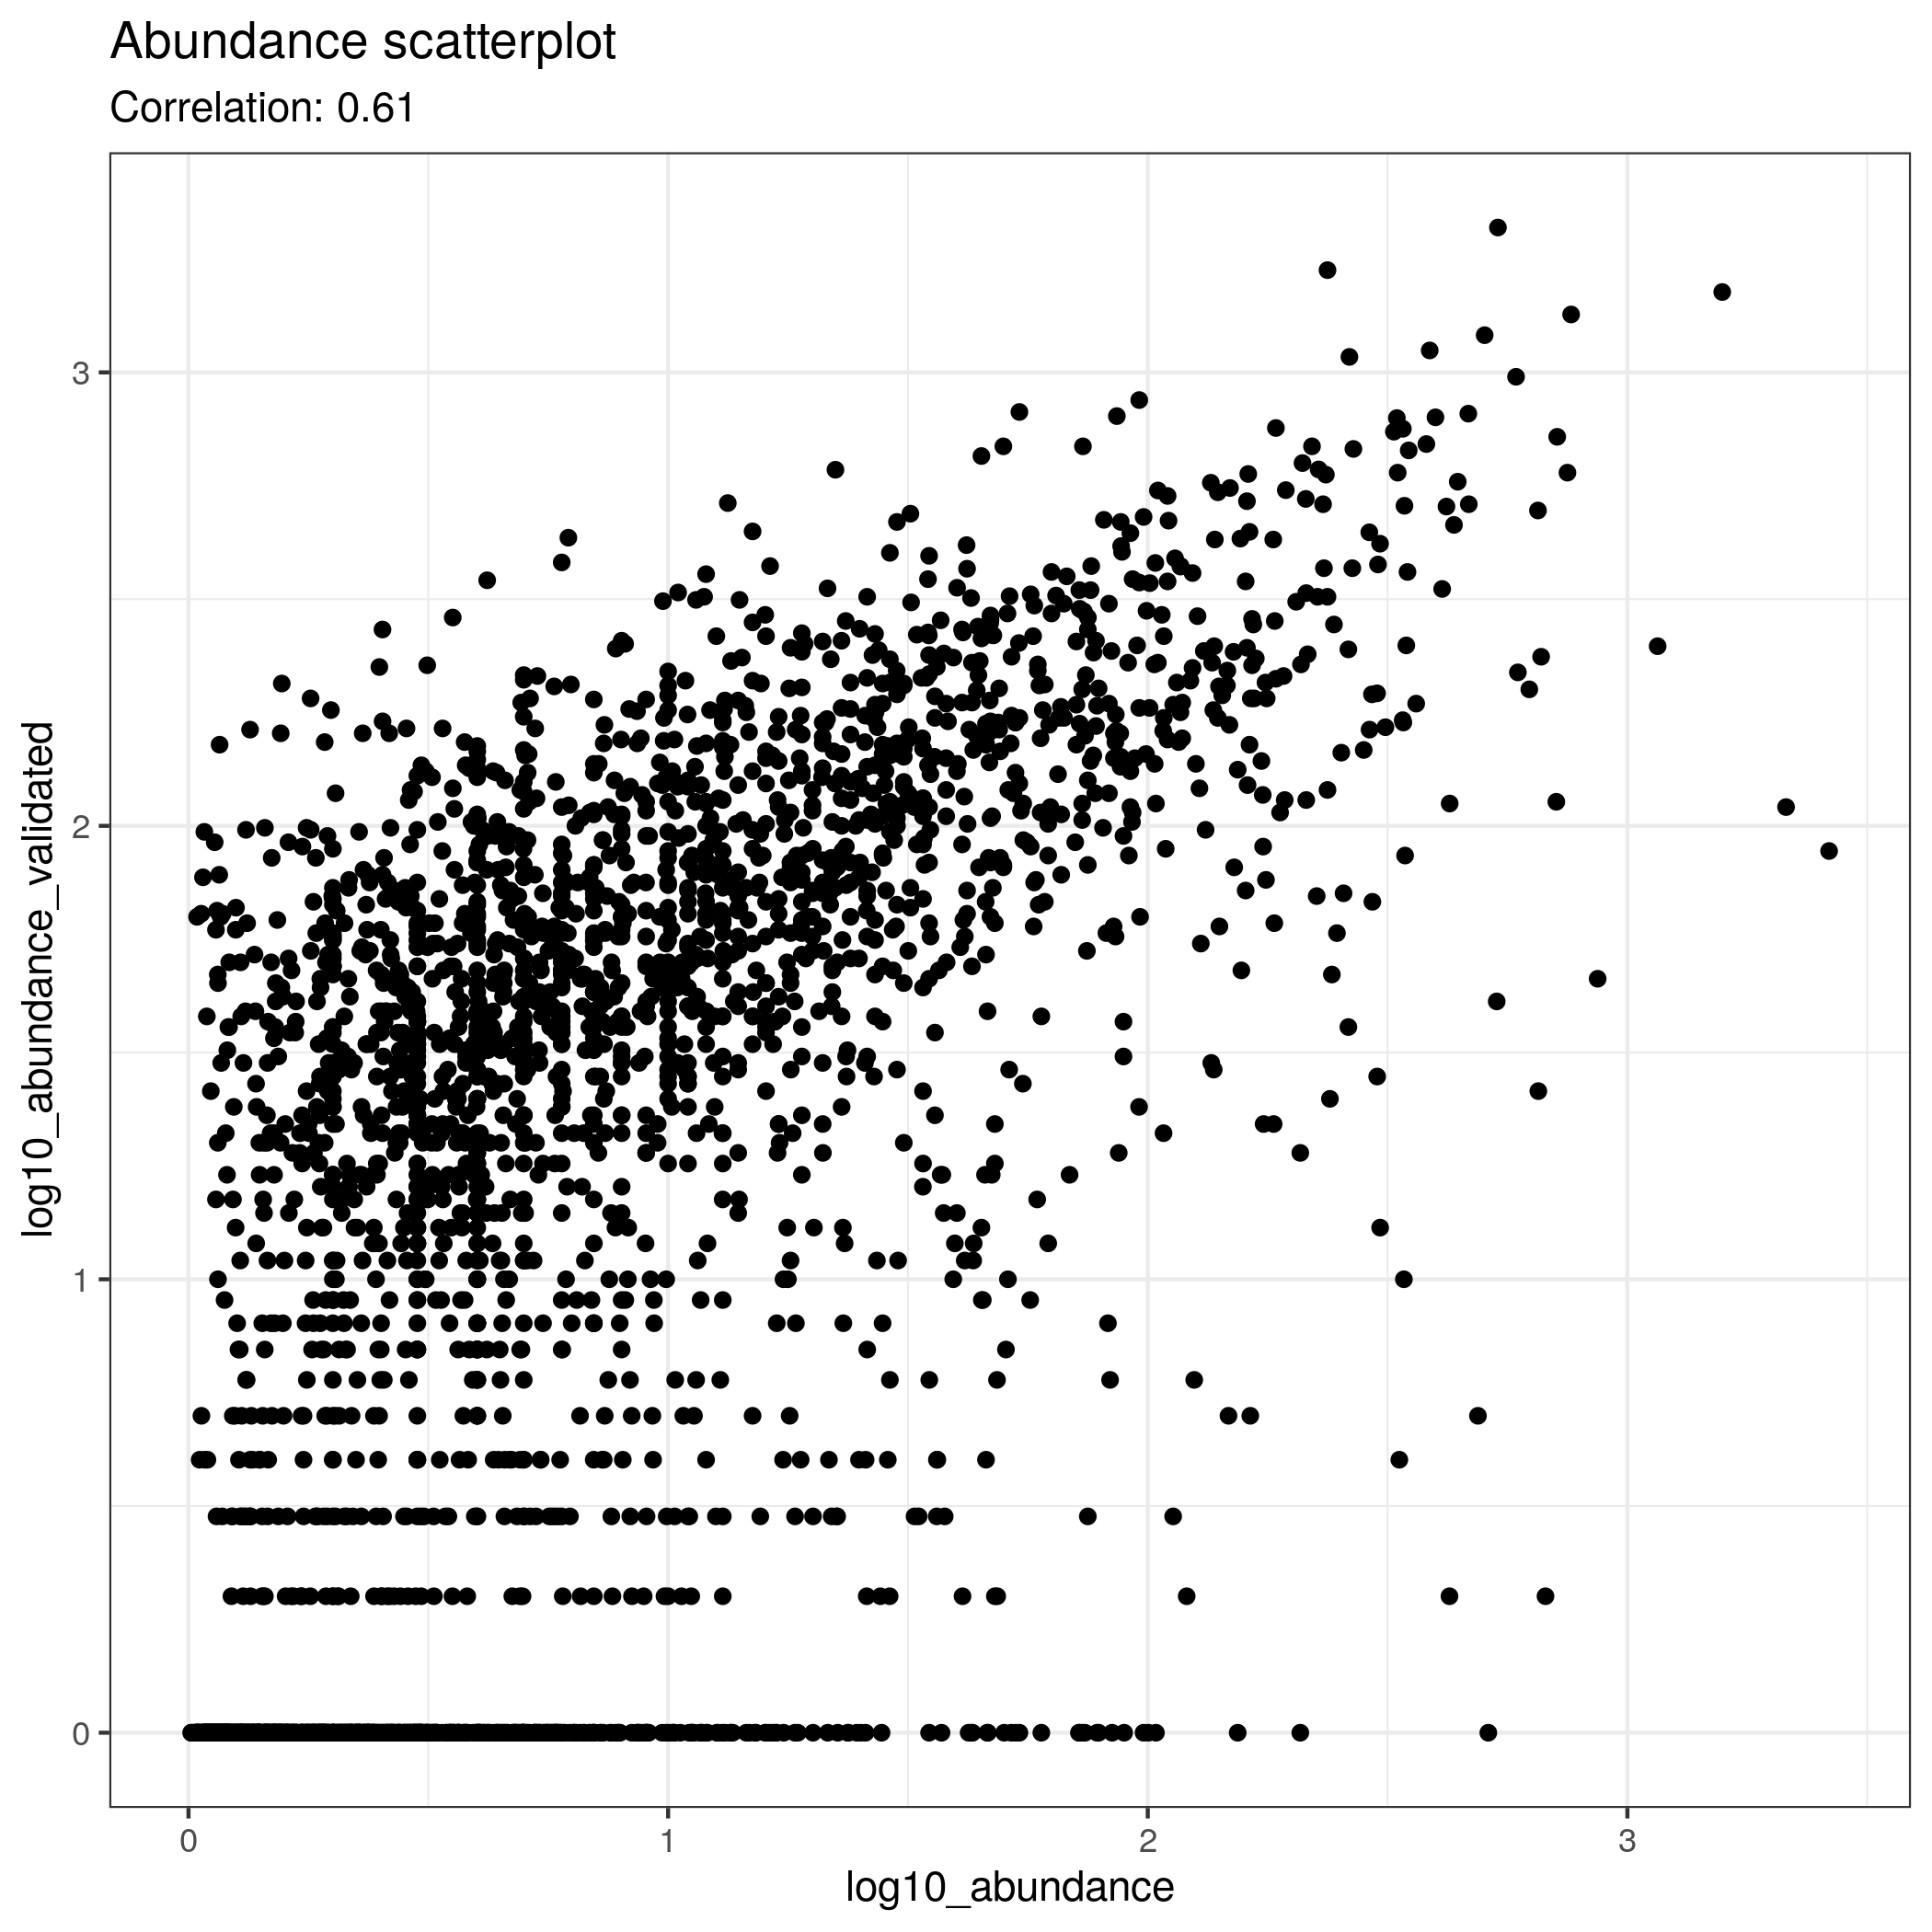 Abundance scatterplot
Correlation: 0.61
log10_abundance_validated
3
2
1
0
0 1 2 3
log10_abundance